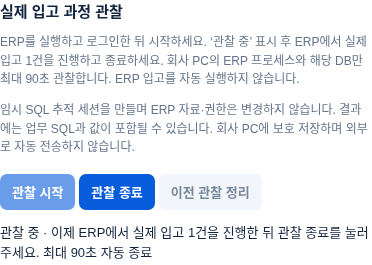 실제 입고 과정 관찰
ERP를 실행하고 로그인한 뒤 시작하세요. ‘관찰 중’ 표시 후 ERP에서 실제
입고 1건을 진행하고 종료하세요. 회사 PC의 ERP 프로세스와 해당 DB만
최대 90초 관찰합니다. ERP 입고를 자동 실행하지 않습니다.
임시 SQL 추적 세션을 만들며 ERP 자료·권한은 변경하지 않습니다. 결과
에는 업무 SQL과 값이 포함될 수 있습니다. 회사 PC에 보호 저장하며 외부
로 자동 전송하지 않습니다.
관찰 시작 관찰 종료 이전 관찰 정리
관찰 중 · 이제 ERP에서 실제 입고 1건을 진행한 뒤 관찰 종료를 눌러
주세요. 최대 90초 자동 종료